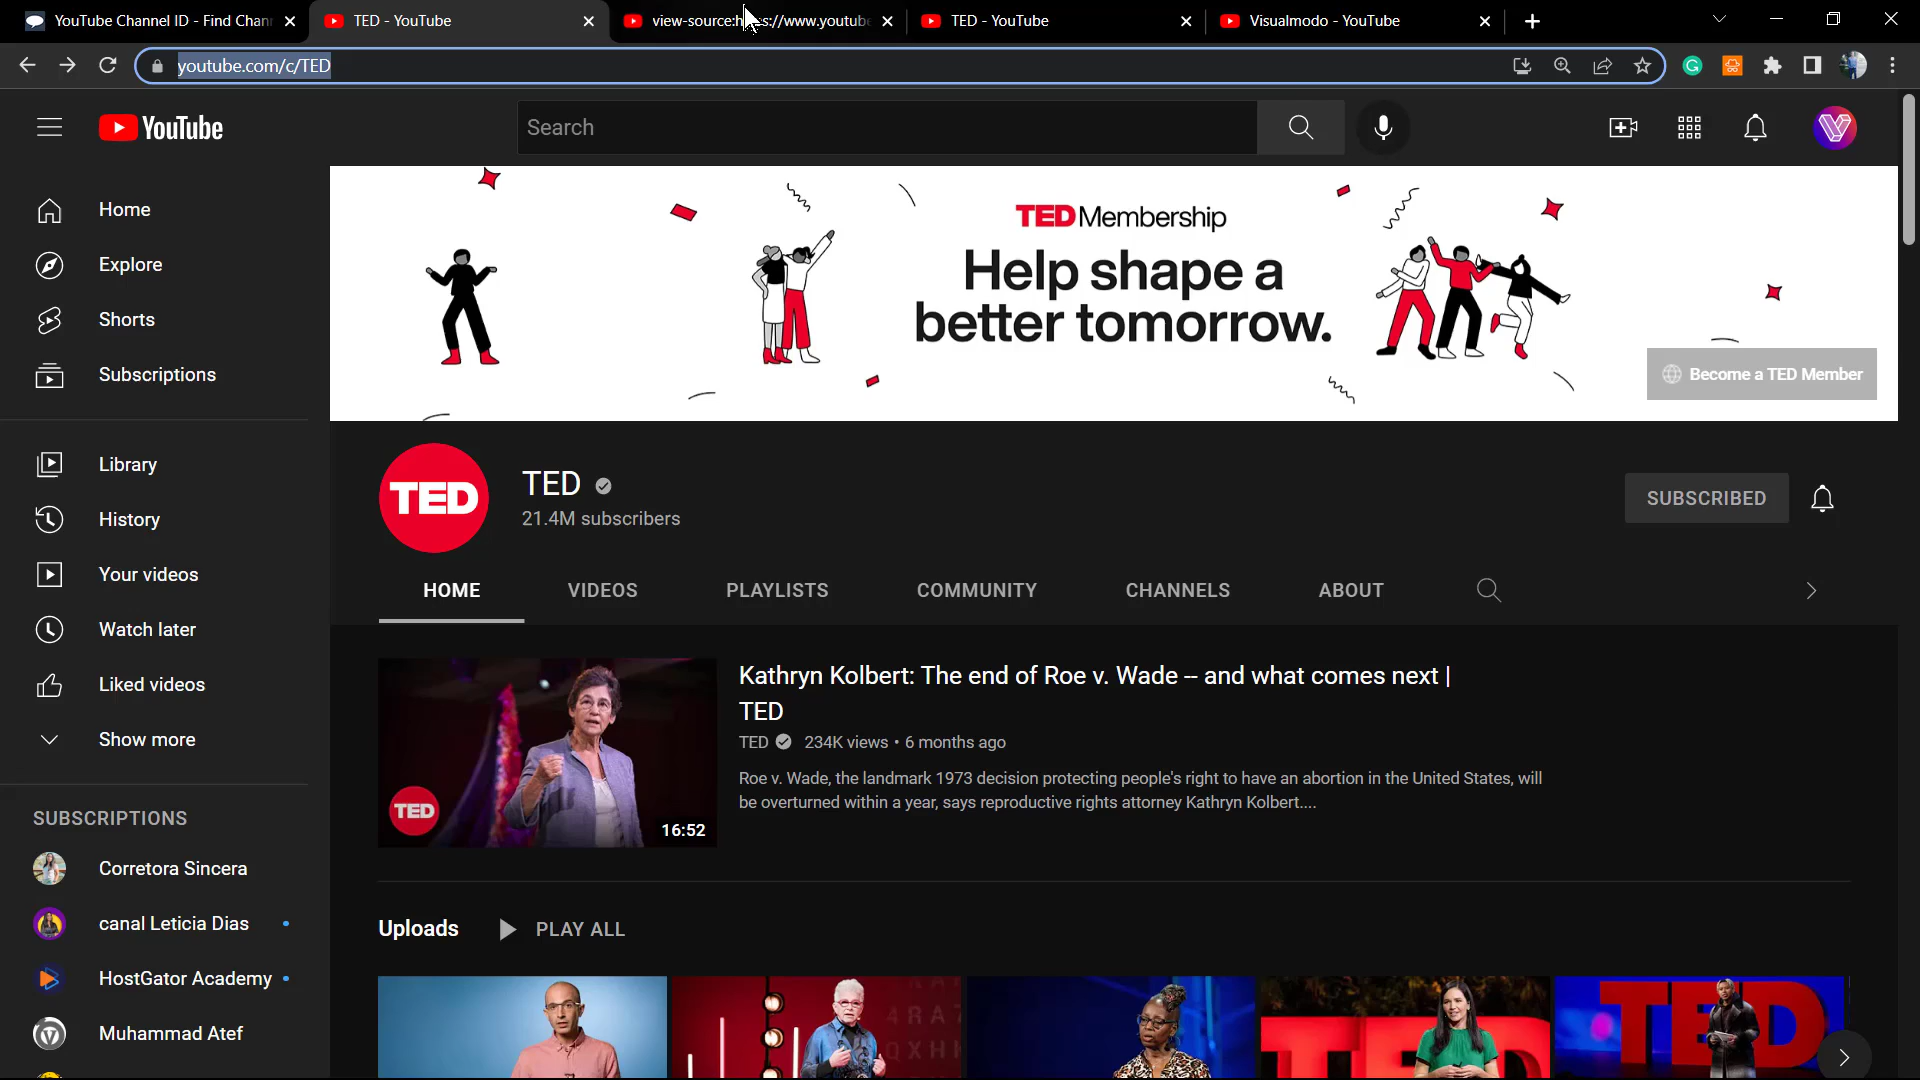 YouTube Channel ID - Find Chan
TED - YouTube
view-source:h
s://www.youtube
TED - YouTube
Visualmodo - YouTube
youtube.com/c/TED
YouTube
Search
Home
Explore
Shorts
Subscriptions
Library
History
Your videos
Watch later
Liked videos
Show more
SUBSCRIPTIONS
Corretora Sincera
canal Leticia Dias
HostGator Academy
Muhammad Atef
TED Membership
Help shape a
better tomorrow.
Become a TED Member
TED
TED
21.4M subscribers
SUBSCRIBED
HOME
VIDEOS
PLAYLISTS
COMMUNITY
CHANNELS
ABOUT
TED
16:52
Kathryn Kolbert: The end of Roe v. Wade -- and what comes next |
TED
TED 234K views • 6 months ago
Roe v. Wade, the landmark 1973 decision protecting people's right to have an abortion in the United States, will
be overturned within a year, says reproductive rights attorney Kathryn Kolbert....
Uploads
PLAY ALL
TED
TED